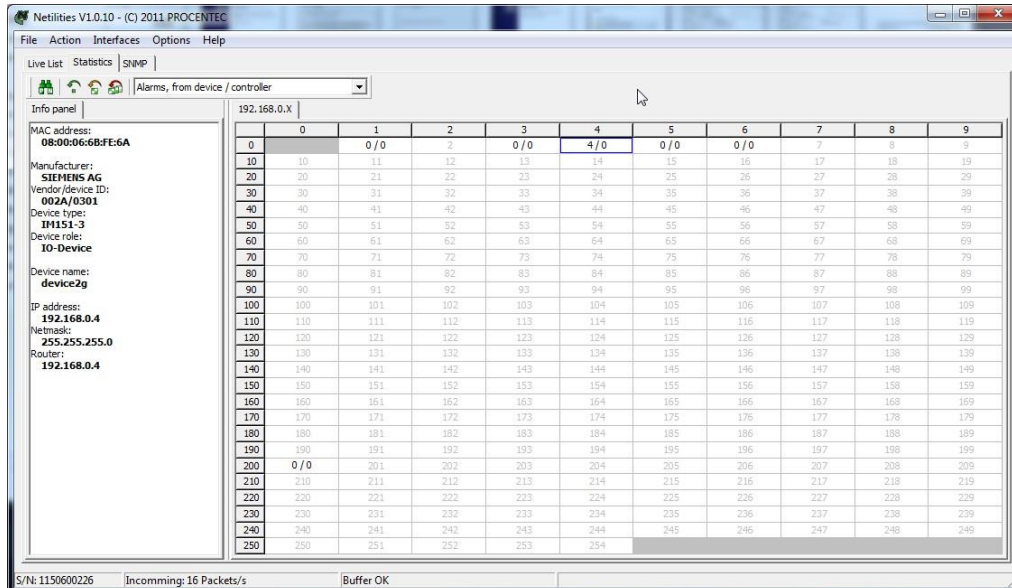 Netilities V1.0.10 - (C) 2011 PROCENTEC
File Action Interfaces Options Help
Live List Statistics SNMP
Alarms, from device / controller
Info panel
192.168.0.X
MAC address:
08:00:06:6B:FE:6A
Manufacturer:
SIEMENS AG
Vendor/device ID:
002A/0301
Device type:
IM151-3
Device role:
IO-Device
Device name:
device2g
IP address:
192.168.0.4
Netmask:
255.255.255.0
Router:
192.168.0.4
0 1 2 3 4 5 6 7 8 9
0 0 / 0 2 0 / 0 4 / 0 0 / 0 0 / 0 7 8 9
10 10 11 12 13 14 15 16 17 18 19
20 20 21 22 23 24 25 26 27 28 29
30 30 31 32 33 34 35 36 37 38 39
40 40 41 42 43 44 45 46 47 48 49
50 50 51 52 53 54 55 56 57 58 59
60 60 61 62 63 64 65 66 67 68 69
70 70 71 72 73 74 75 76 77 78 79
80 80 81 82 83 84 85 86 87 88 89
90 90 91 92 93 94 95 96 97 98 99
100 100 101 102 103 104 105 106 107 108 109
110 110 111 112 113 114 115 116 117 118 119
120 120 121 122 123 124 125 126 127 128 129
130 130 131 132 133 134 135 136 137 138 139
140 140 141 142 143 144 145 146 147 148 149
150 150 151 152 153 154 155 156 157 158 159
160 160 161 162 163 164 165 166 167 168 169
170 170 171 172 173 174 175 176 177 178 179
180 180 181 182 183 184 185 186 187 188 189
190 190 191 192 193 194 195 196 197 198 199
200 0 / 0 201 202 203 204 205 206 207 208 209
210 210 211 212 213 214 215 216 217 218 219
220 220 221 222 223 224 225 226 227 228 229
230 230 231 232 233 234 235 236 237 238 239
240 240 241 242 243 244 245 246 247 248 249
250 250 251 252 253 254
S/N: 1150600226 Incomming: 16 Packets/s Buffer OK